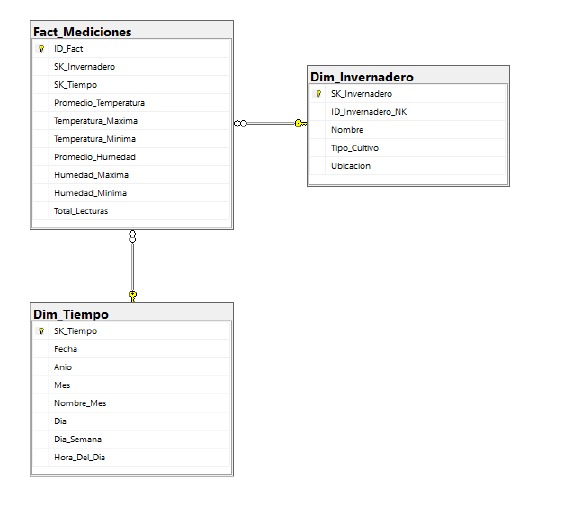 Fact_Mediciones
ID_Fact
SK_Invernadero
SK_Tiempo
Promedio_Temperatura
Temperatura_Maxima
Temperatura_Minima
Promedio_Humedad
Humedad_Maxima
Humedad_Minima
Total_Lecturas
Dim_Invernadero
SK_Invernadero
ID_Invernadero_NK
Nombre
Tipo_Cultivo
Ubicacion
Dim_Tiempo
SK_Tiempo
Fecha
Anio
Mes
Nombre_Mes
Dia
Dia_Semana
Hora_Del_Dia